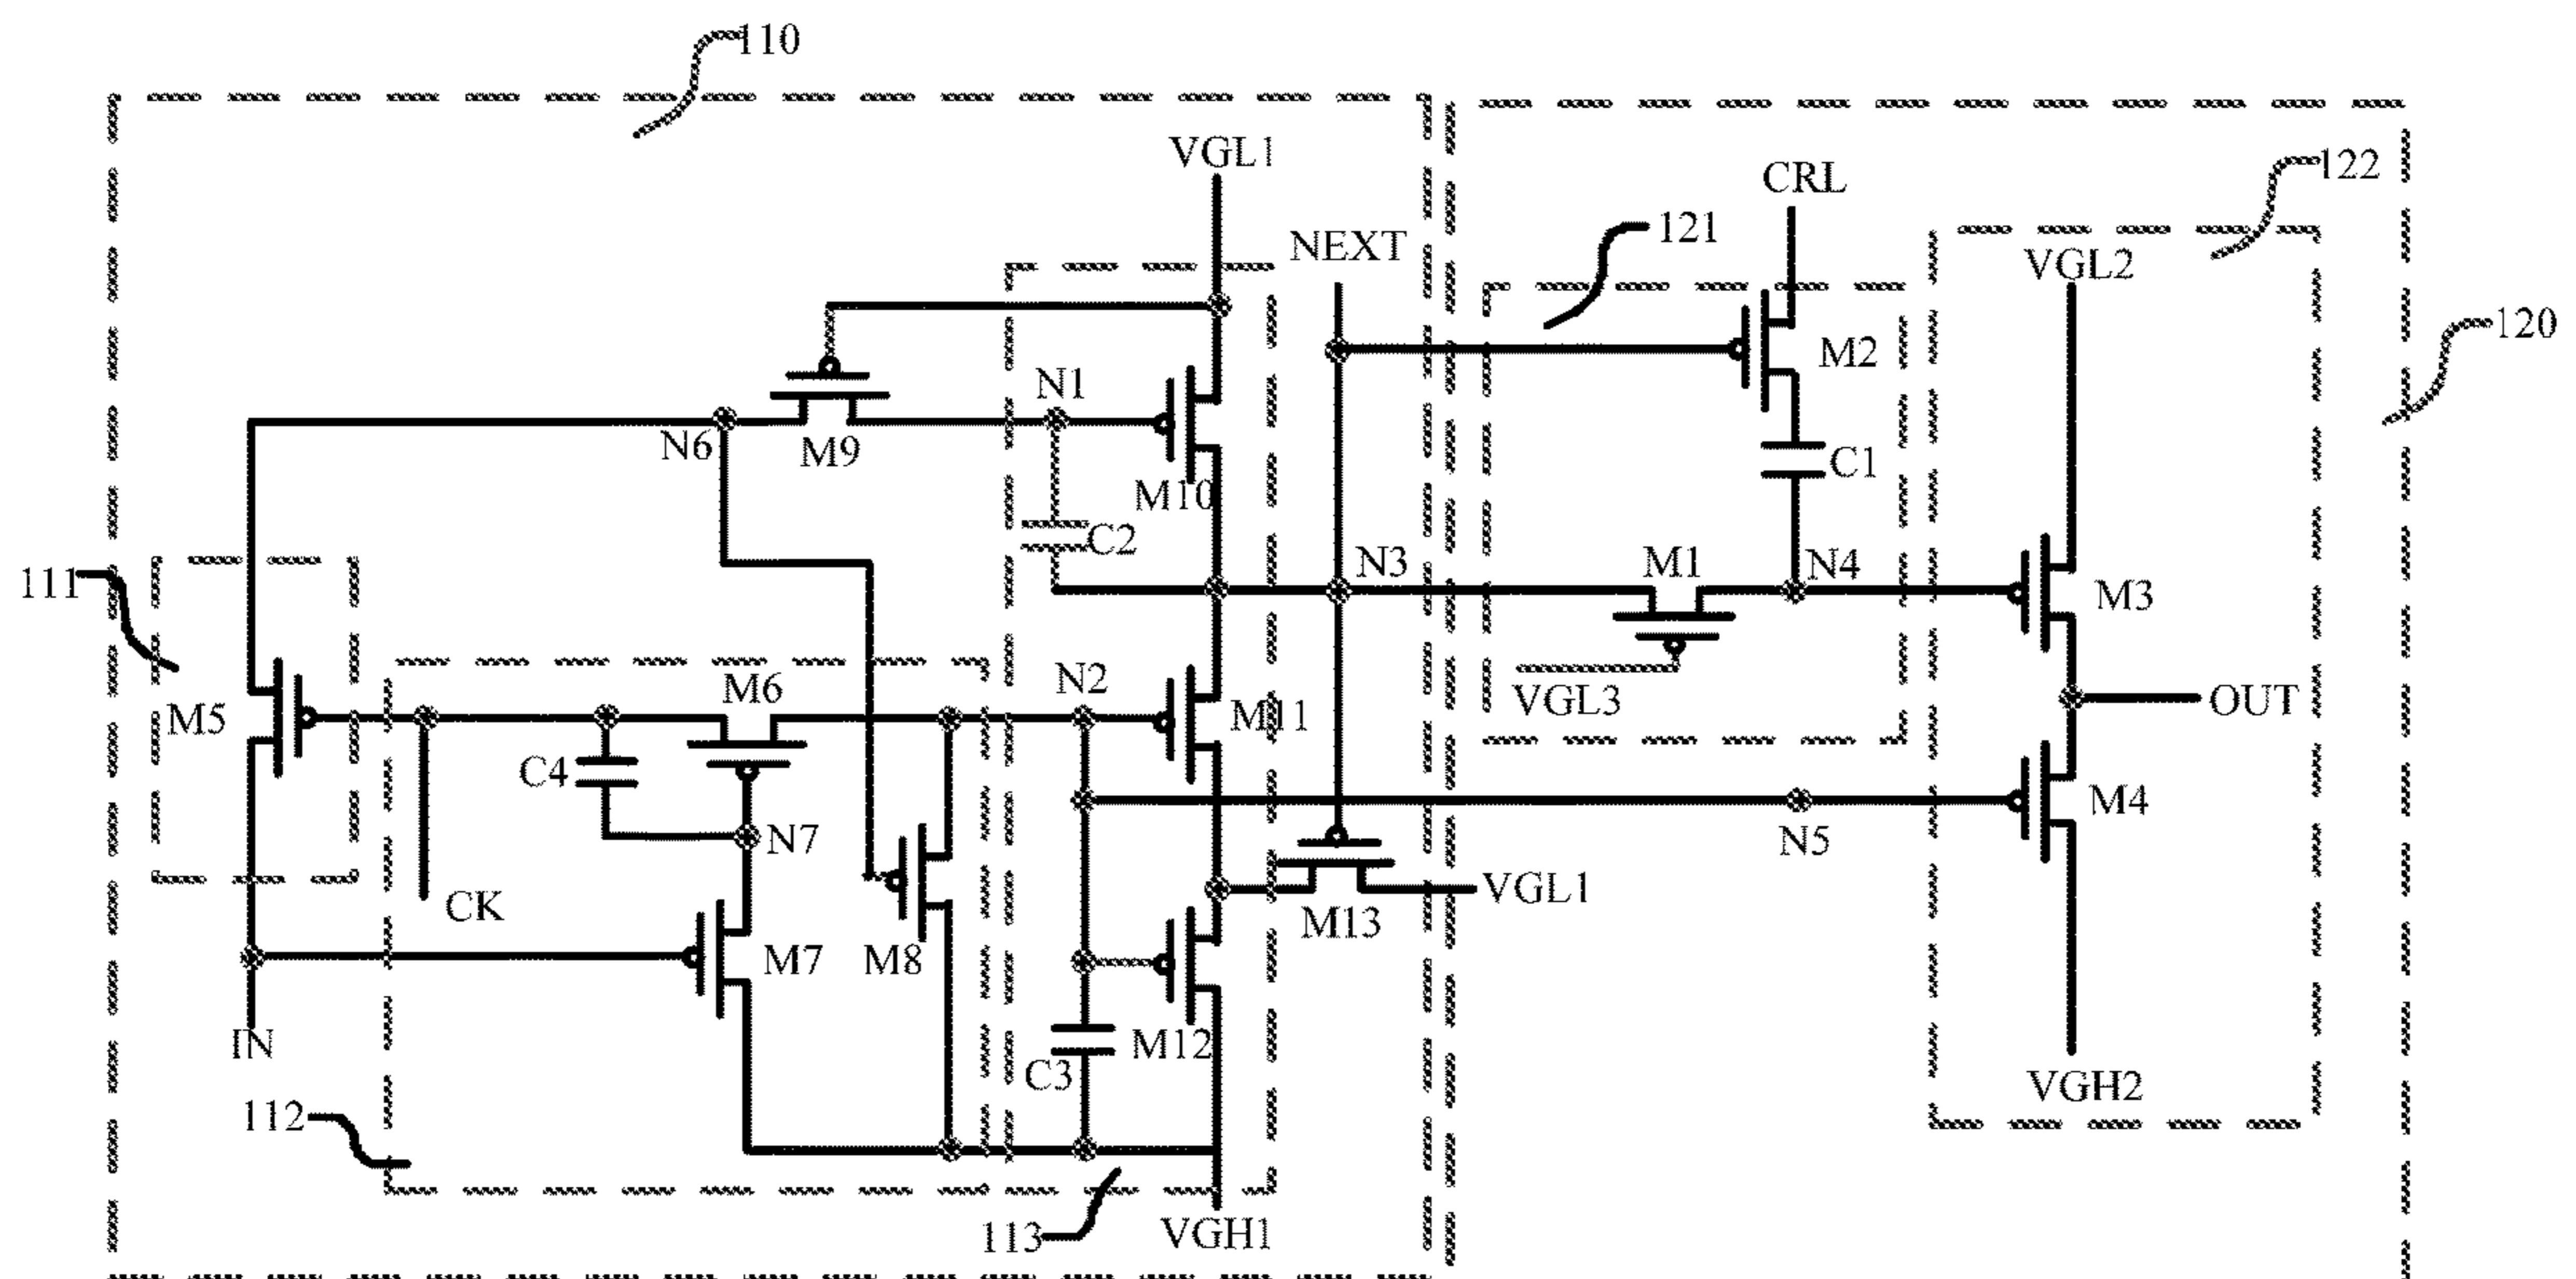 110
VGL1
CRL
122
NEXT
121
VGL2
120
M2
N1
N6
M9
C1
M10
C2
N3
M1
N4
111
M3
M6
N2
M5
M11
VGL3
OUT
C4
N7
M4
N5
CK
VGL1
M13
M7
M8
IN
M12
C3
VGH2
112
113
VGH1